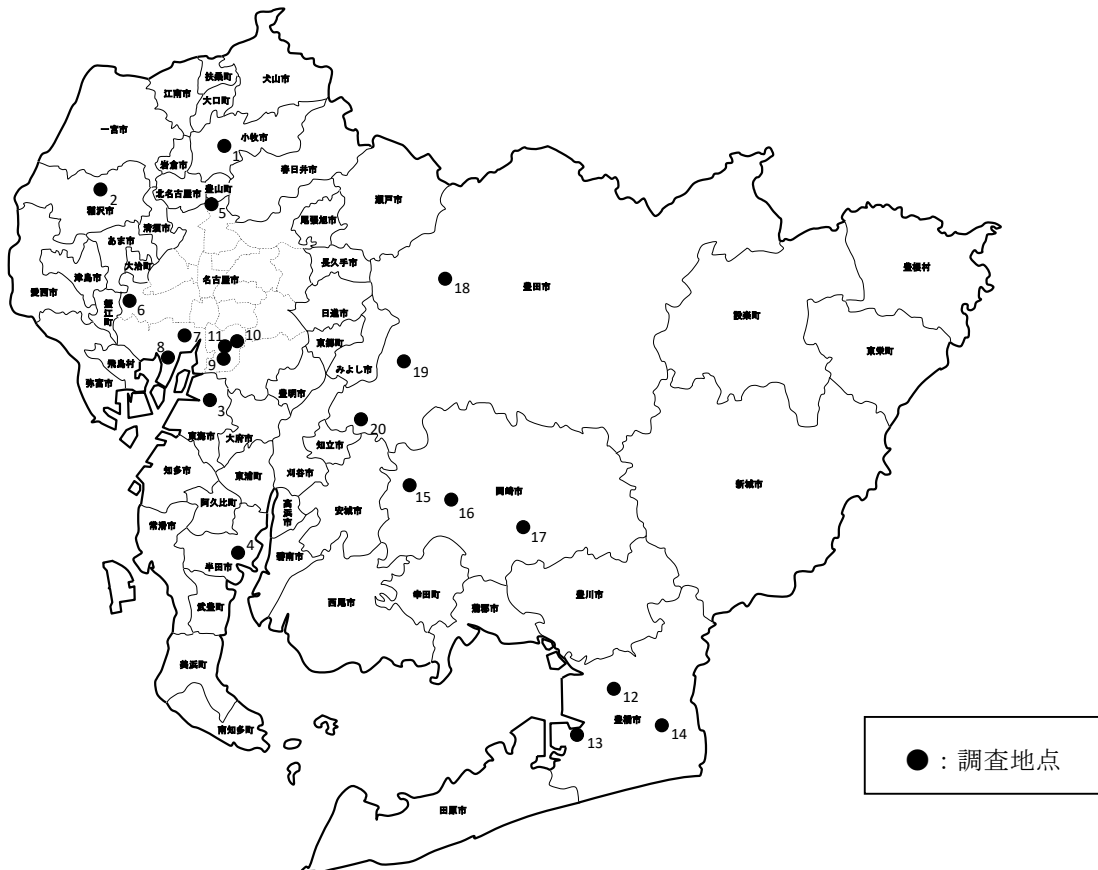 扶桑町
犬山市
江南市
大口町
一宮市
小牧市
1
岩倉市
春日井市
2
稲沢市
北名古屋市
豊山町
5
瀬戸市
尾張旭市
清須市
あま市
大治町
津島市
愛西市
蟹江町
6
名古屋市
長久手市
日進市
東郷町
みよし市
18
豊田市
豊根村
設楽町
東栄町
7
11
10
8
9
飛島村
弥富市
19
豊明市
3
20
東海市
大府市
知立市
知多市
東浦町
刈谷市
15
16
岡崎市
新城市
阿久比町
高浜市
安城市
17
常滑市
4
半田市
碧南市
西尾市
幸田町
蒲郡市
豊川市
武豊町
美浜町
南知多町
12
豊橋市
13
14
田原市
●：調査地点